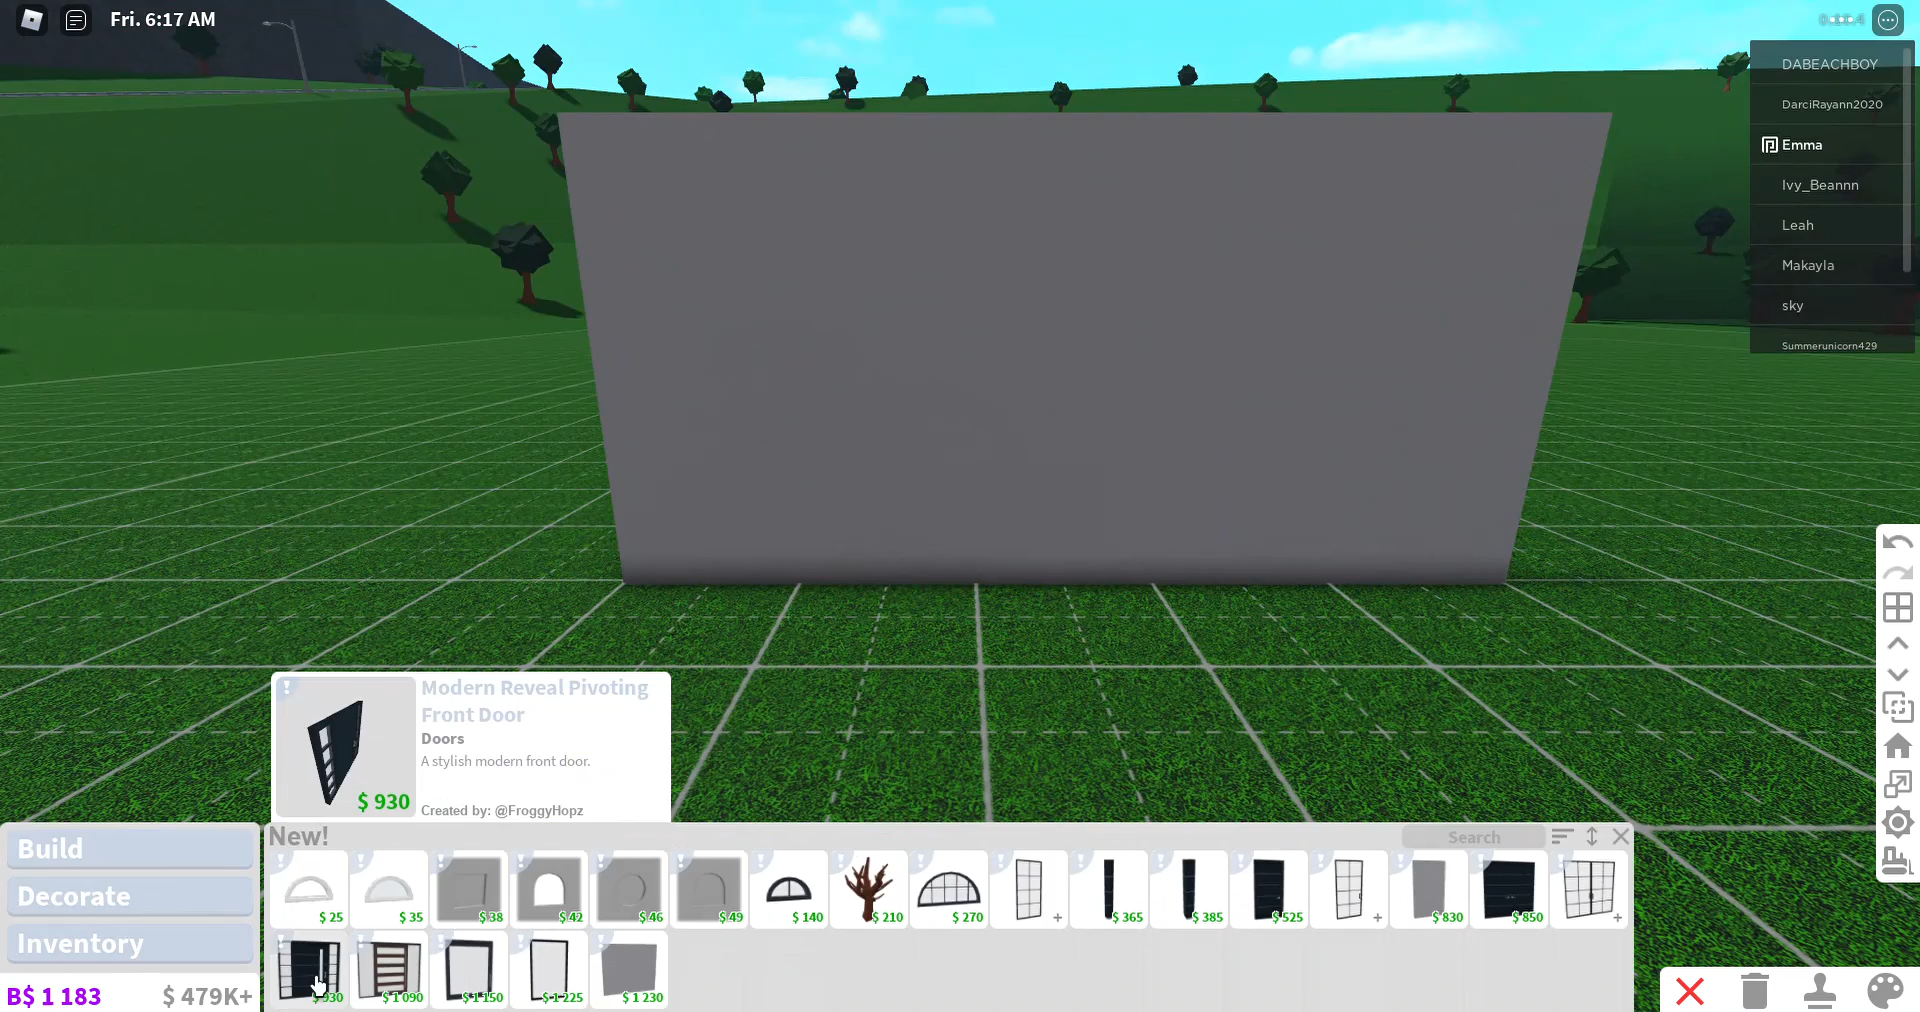 Fri. 6:17 AM
DABEACHBOY
DarciRayann2020
Emma
Ivy_Beannn
Leah
Makayla
sky
Summerunicorn429
Modern Reveal Pivoting
Front Door
Doors
A stylish modern front door.
$ 930
Created by: @FroggyHopz
Build
Decorate
Inventory
B$ 1 183 $ 479K+
New!
Search
$ 25 $ 35 $ 38 $ 42 $ 46 $ 49 $ 140 $ 210 $ 270 + $ 365 $ 385 $ 525 + $ 830 $ 850 +
$ 930 $ 1 090 $ 1 150 $ 1 225 $ 1 230